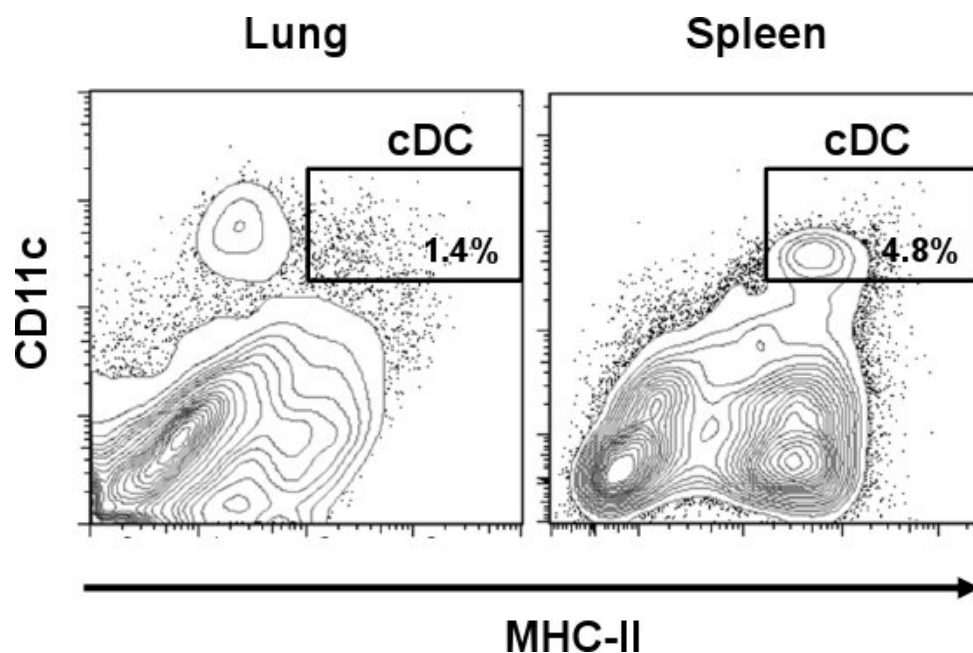 Lung
Spleen
cDC
1.4%
cDC
4.8%
CD11c
MHC-II